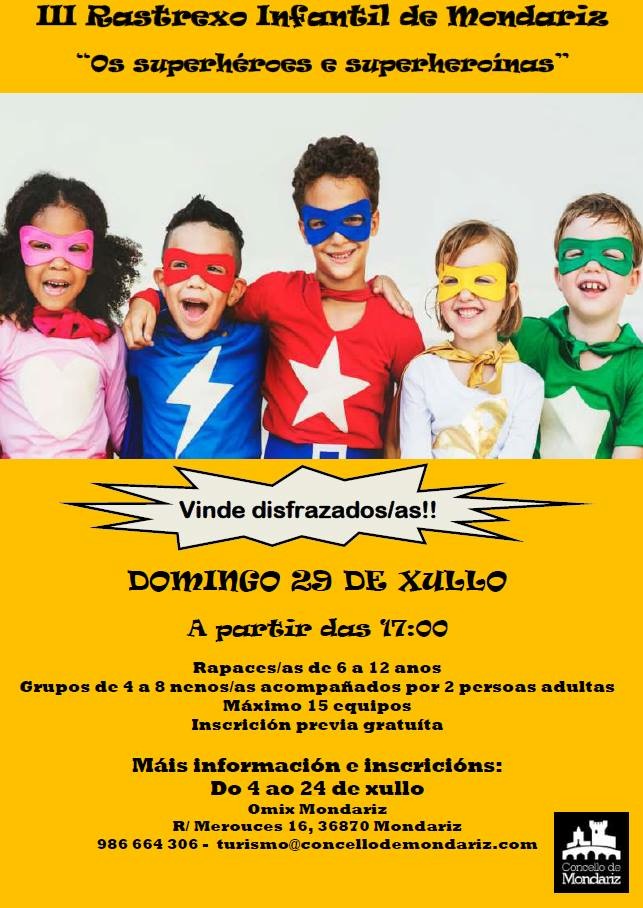 III Rastrexo Infantil de Mondariz
“Os superhéroes e superheroínas”
Vinde disfrazados/as!!
DOMINGO 29 DE XULLO
A partir das 17:00
Rapaces/as de 6 a 12 anos
Grupos de 4 a 8 nenos/as acompañados por 2 persoas adultas
Máximo 15 equipos
Inscrición previa gratuíta
Máis información e inscricións:
Do 4 ao 24 de xullo
Omix Mondariz
R/ Merouces 16, 36870 Mondariz
986 664 306 - turismo@concellodemondariz.com
Concello de
Mondariz